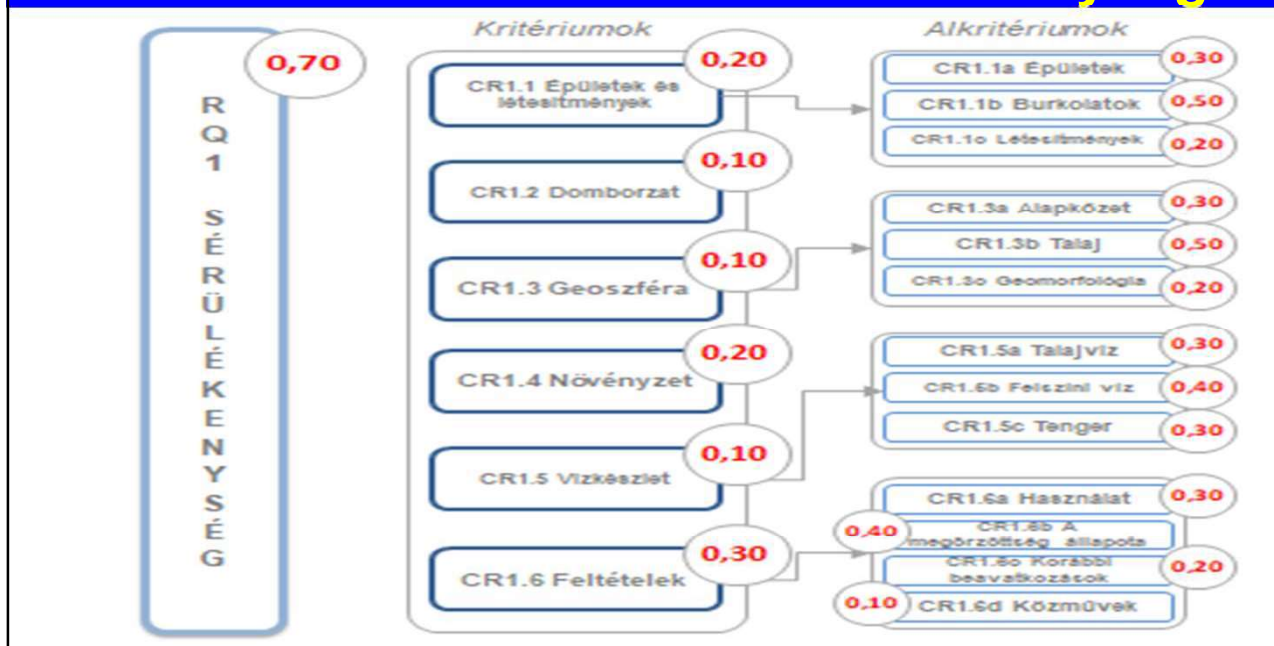 Kritériumok
Alkritériumok
RQ1 SÉRÜLÉKENYSÉG
0,70
CR1.1 Épületek és
létesítmények
0,20
CR1.2 Domborzat
0,10
CR1.3 Geoszféra
0,10
CR1.4 Növényzet
0,20
CR1.5 Vízkészlet
0,10
CR1.6 Feltételek
0,30
CR1.1a Épületek
0,30
CR1.1b Burkolatok
0,50
CR1.1c Létesítmények
0,20
CR1.3a Alapkőzet
0,30
CR1.3b Talaj
0,50
CR1.3c Geomorfológia
0,20
CR1.5a Talajvíz
0,30
CR1.5b Felszíni víz
0,40
CR1.5c Tenger
0,30
CR1.6a Használat
0,30
CR1.6b A
megőrzöttség állapota
0,40
CR1.6c Korábbi
beavatkozások
0,20
CR1.6d Közművek
0,10